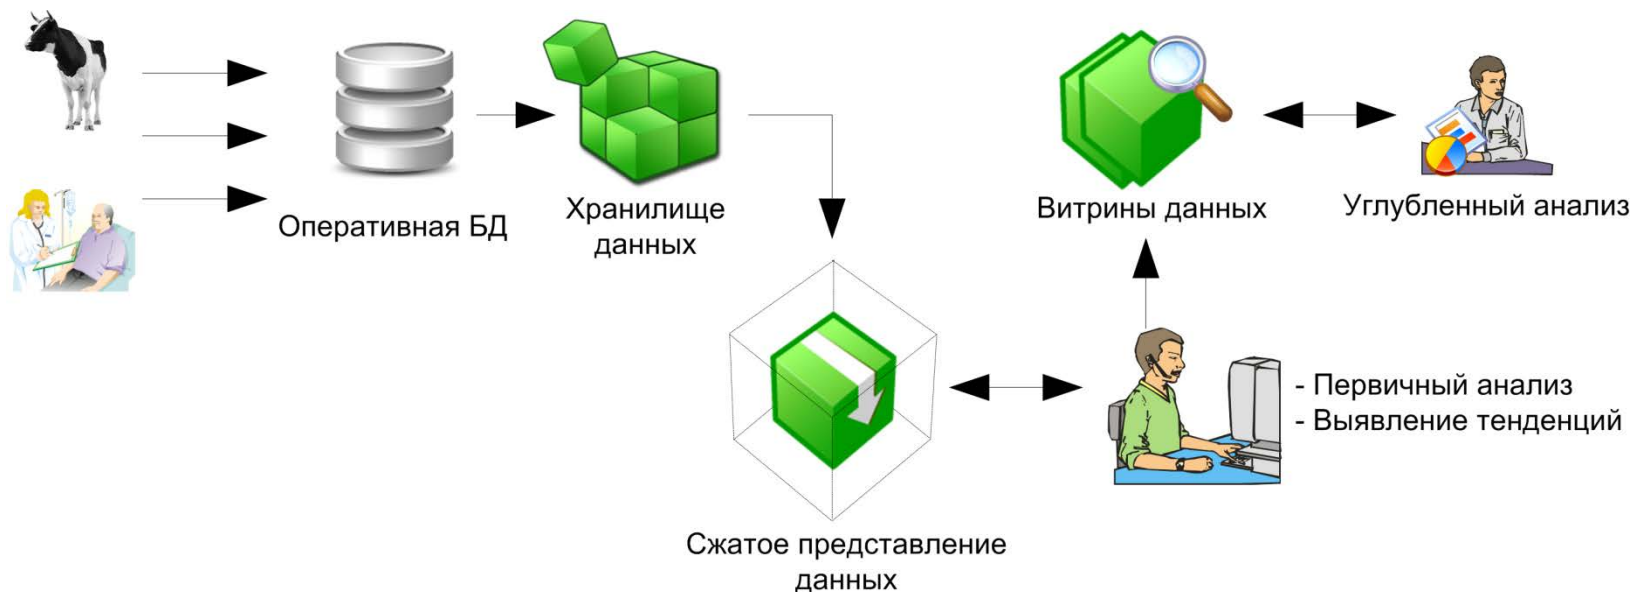 Оперативная БД
Хранилище
данных
Витрины данных
Углубленный анализ
- Первичный анализ
- Выявление тенденций
Сжатое представление
данных